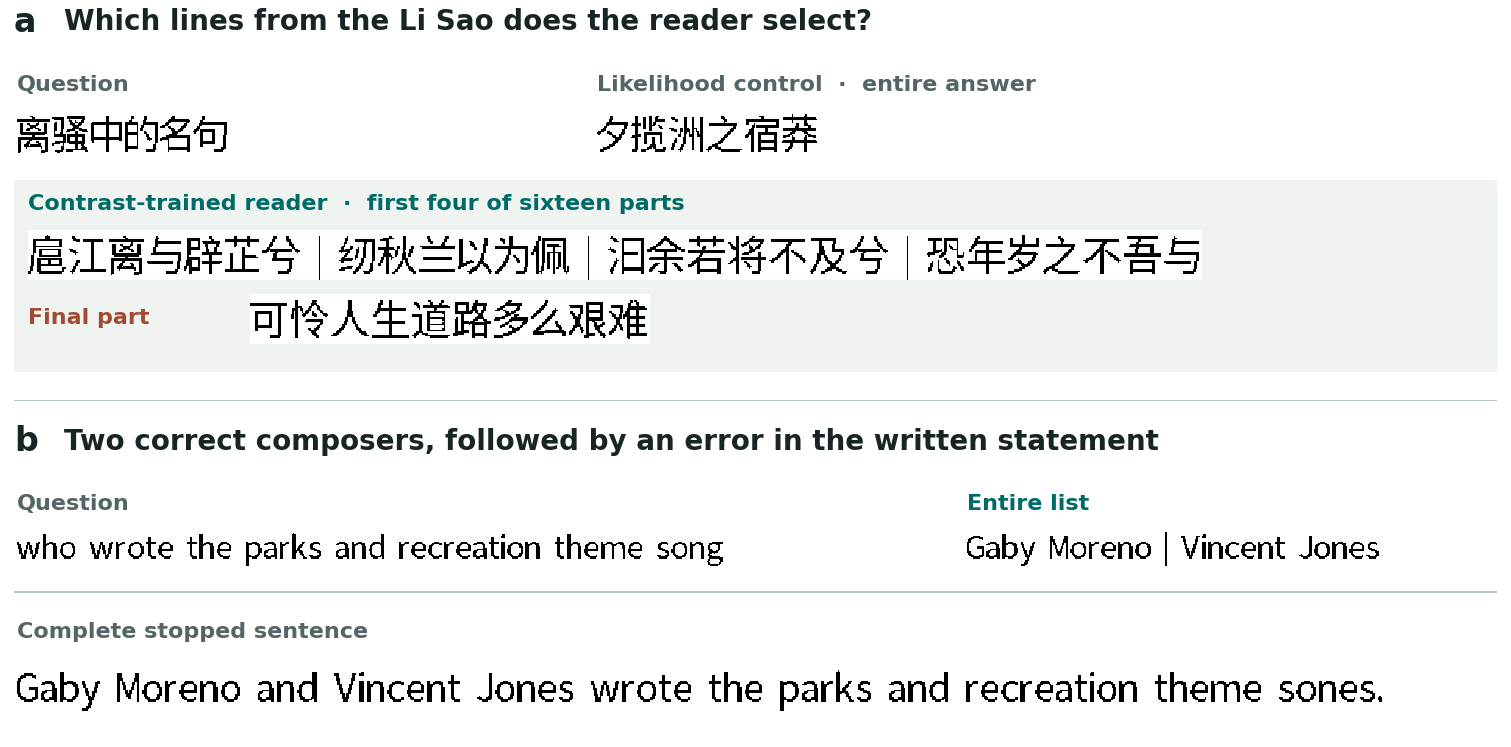 a Which lines from the Li Sao does the reader select?
Question
Likelihood control · entire answer
离骚中的名句
夕揽洲之宿莽
Contrast-trained reader · first four of sixteen parts
扈江离与辟芷兮 | 纫秋兰以为佩 | 汩余若将不及兮 | 恐年岁之不吾与
Final part
可怜人生道路多么艰难
b Two correct composers, followed by an error in the written statement
Question
Entire list
who wrote the parks and recreation theme song
Gaby Moreno | Vincent Jones
Complete stopped sentence
Gaby Moreno and Vincent Jones wrote the parks and recreation theme sones.